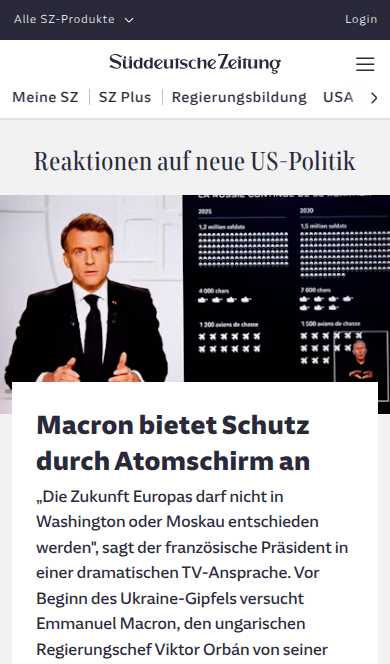 Alle SZ-Produkte
Login
Süddeutsche Zeitung
Meine SZ
SZ Plus
Regierungsbildung
USA
Reaktionen auf neue US-Politik
LA RUSSIE CONTINUE DE SE
2025
2030
1,2 million soldats
1,5 million soldats
4 000 chars
7 000 chars
1 200 avions de chasse
1 500 avions de chasse
Macron bietet Schutz
durch Atomschirm an
„Die Zukunft Europas darf nicht in
Washington oder Moskau entschieden
werden", sagt der französische Präsident in
einer dramatischen TV-Ansprache. Vor
Beginn des Ukraine-Gipfels versucht
Emmanuel Macron, den ungarischen
Regierungschef Viktor Orbán von seiner